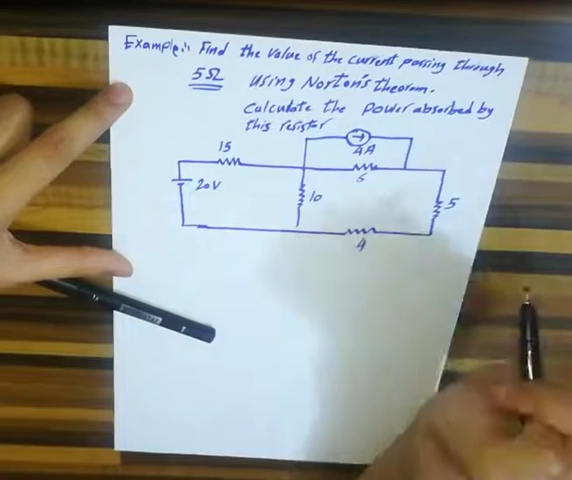 Example:- Find the value of the current passing through
5Ω using Norton's theorem.
Calculate the power absorbed by
this resistor
4A
15
20V
10
5
4